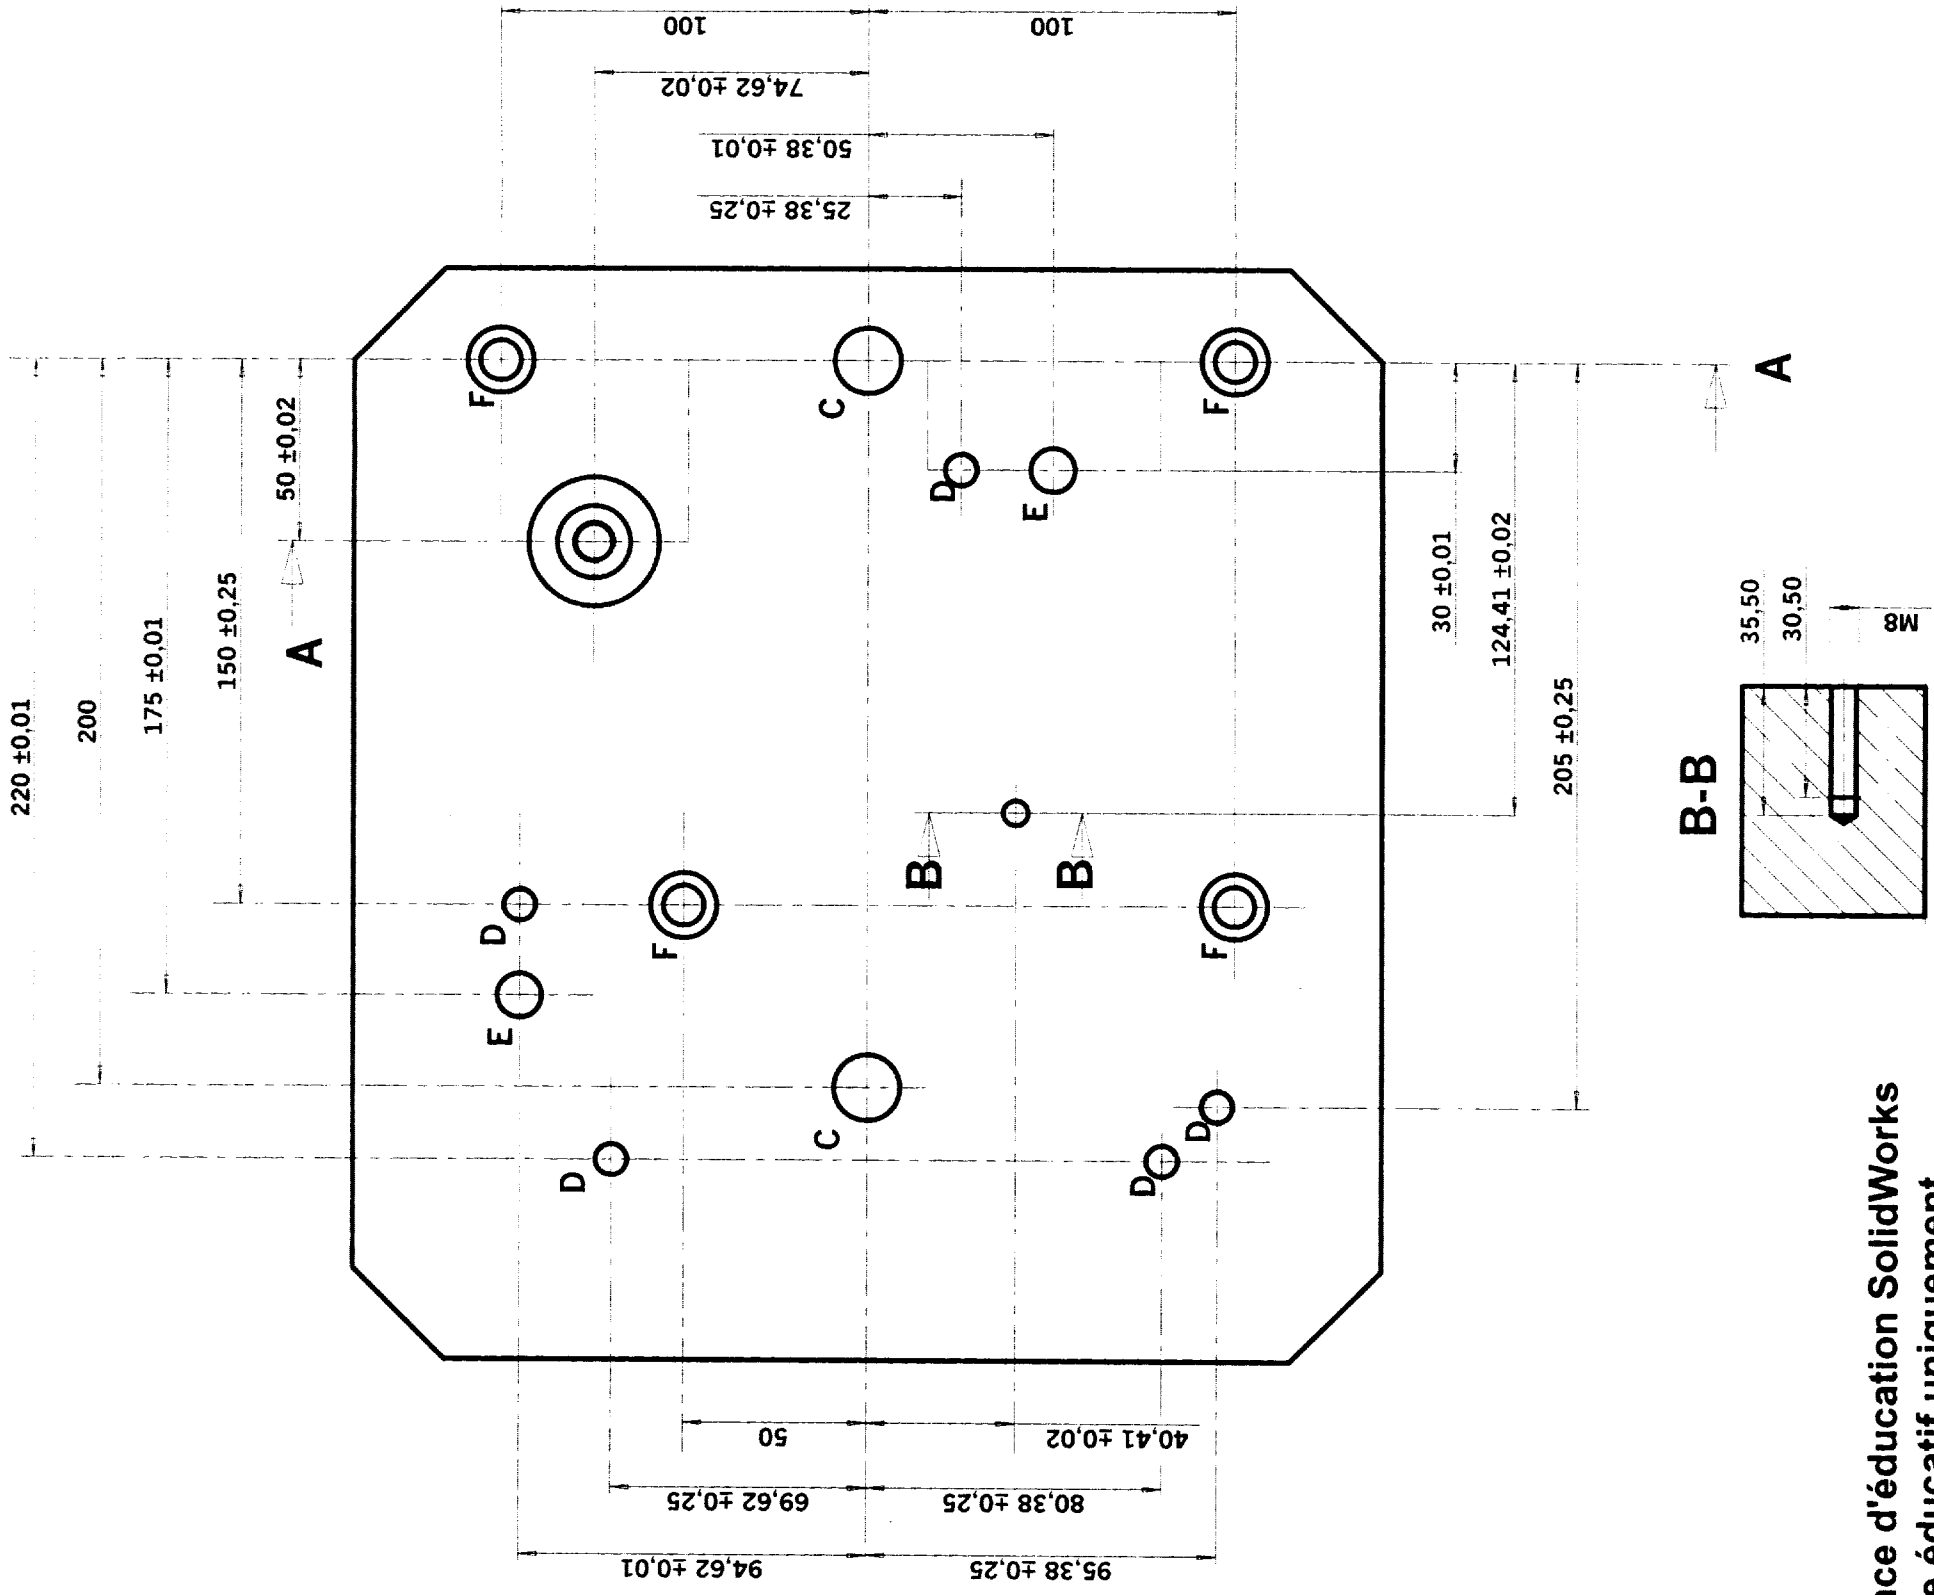 100
100
74,62 ±0,02
50,38 ±0,01
25,38 ±0,25
220 ±0,01
200
175 ±0,01
150 ±0,25
50 ±0,02
A
F
C
F
D
E
A
30 ±0,01
124,41 ±0,02
205 ±0,25
D
E
F
B
B
F
C
D
D
D
50
40,41 ±0,02
69,62 ±0,25
80,38 ±0,25
94,62 ±0,01
95,38 ±0,25
B-B
35,50
30,50
M8
d'éducation SolidWorks
éducatif uniquement